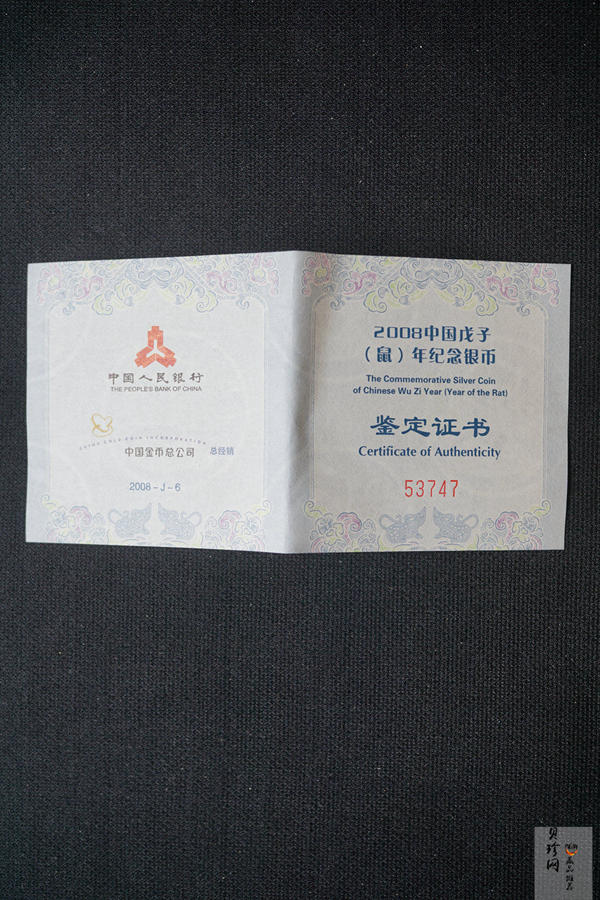 中国人民银行
THE PEOPLE'S BANK OF CHINA
CHINA GOLD COIN INCORPORATION
中国金币总公司 总经销
2008-J-6
2008中国戊子
（鼠）年纪念银币
The Commemorative Silver Coin
of Chinese Wu Zi Year (Year of the Rat)
鉴定证书
Certificate of Authenticity
53747
贝珍网